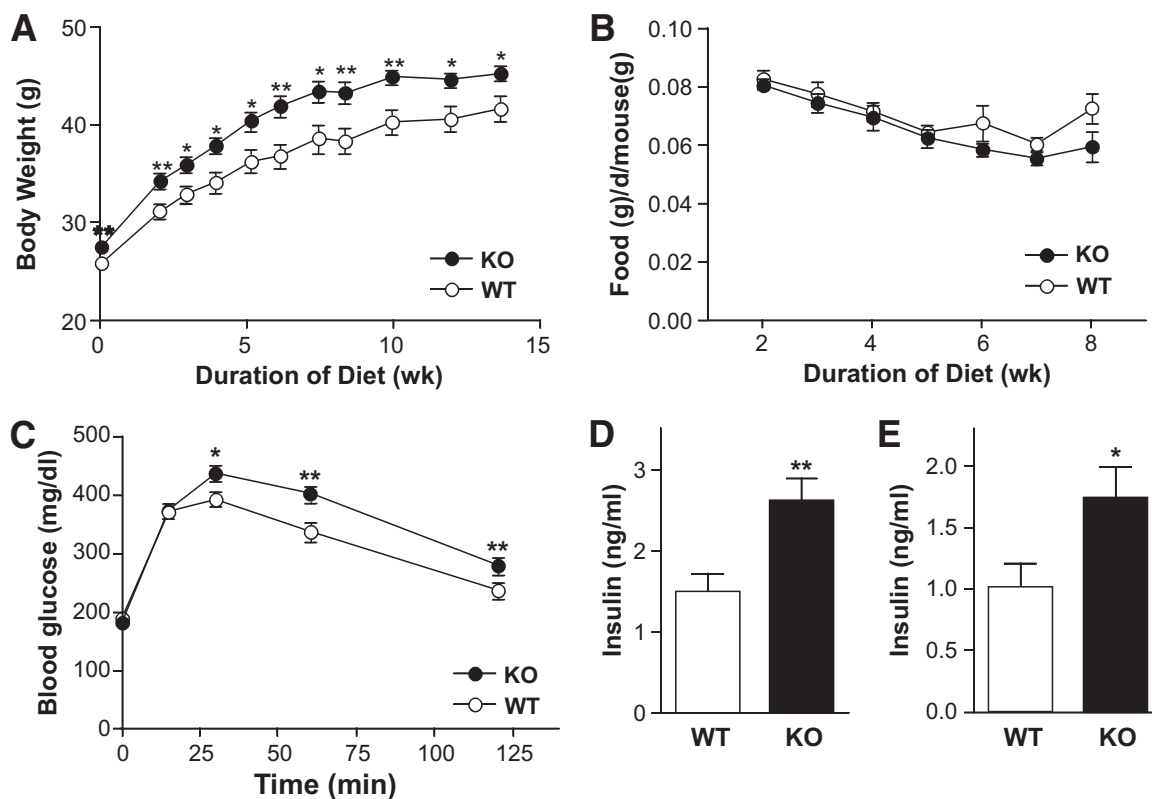 A
Body Weight (g)
50
40
30
20
** ** * * * ** * ** ** * *
KO
WT
0 5 10 15
Duration of Diet (wk)
B
Food (g)/d/mouse(g)
0.10
0.08
0.06
0.04
0.02
0.00
KO
WT
2 4 6 8
Duration of Diet (wk)
C
Blood glucose (mg/dl)
500
400
300
200
100
0
* ** **
KO
WT
0 25 50 75 100 125
Time (min)
D
Insulin (ng/ml)
3
2
1
0
**
WT KO
E
Insulin (ng/ml)
2.0
1.5
1.0
0.5
0.0
*
WT KO